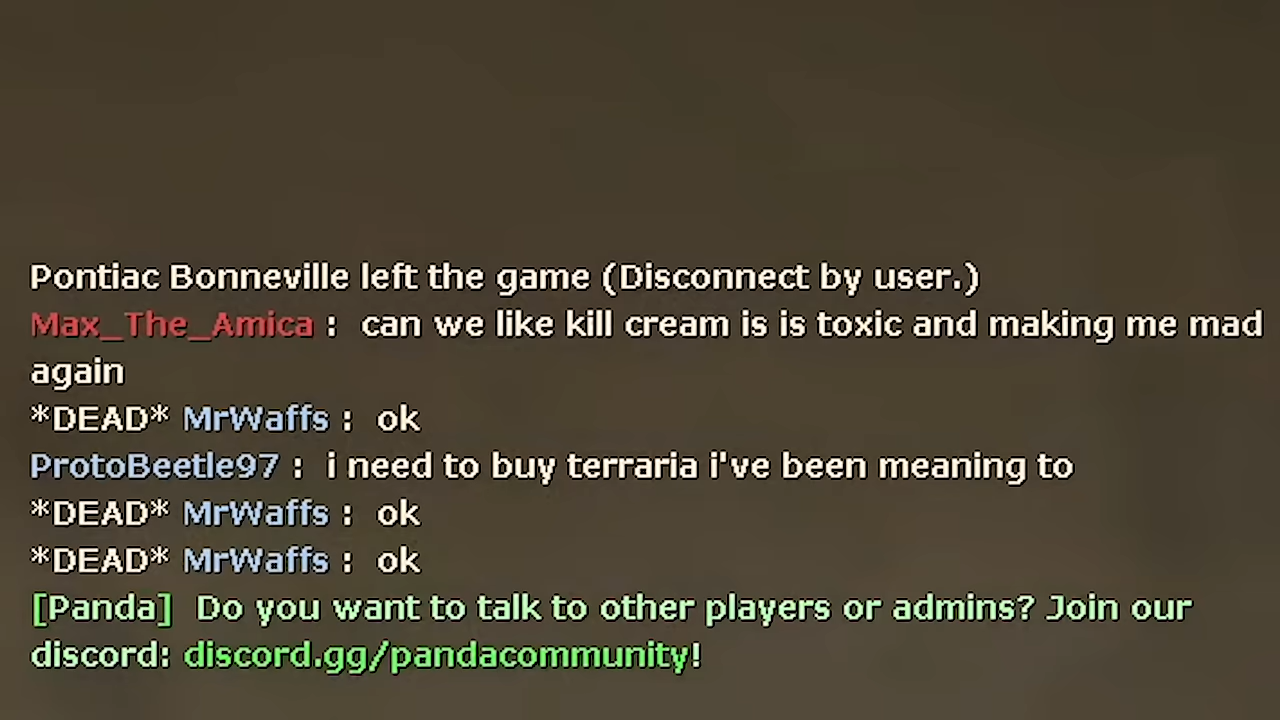 Pontiac Bonneville left the game (Disconnect by user.)
Max_The_Amica :  can we like kill cream is is toxic and making me mad
again
*DEAD* MrWaffs :  ok
ProtoBeetle97 :  i need to buy terraria i've been meaning to
*DEAD* MrWaffs :  ok
*DEAD* MrWaffs :  ok
[Panda]  Do you want to talk to other players or admins? Join our
discord: discord.gg/pandacommunity!